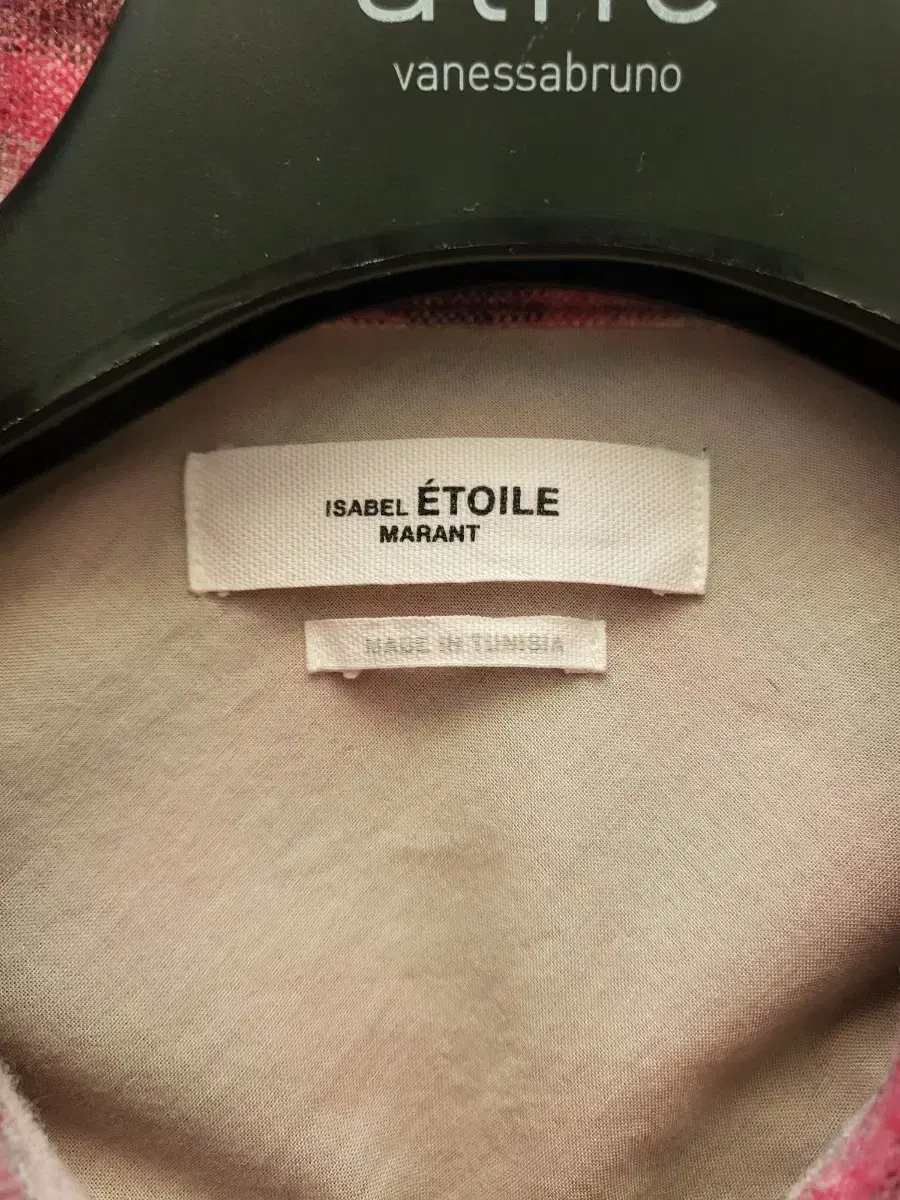 vanessabruno
ISABEL ÉTOILE
MARANT
MADE IN TUNISIA